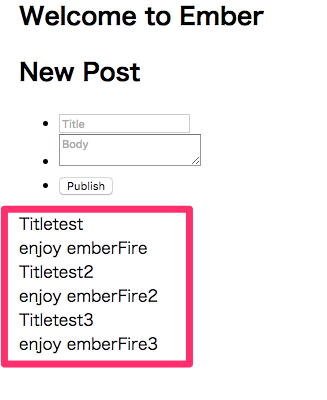 Welcome to Ember
New Post
Title
Body
Publish
Titletest
enjoy emberFire
Titletest2
enjoy emberFire2
Titletest3
enjoy emberFire3